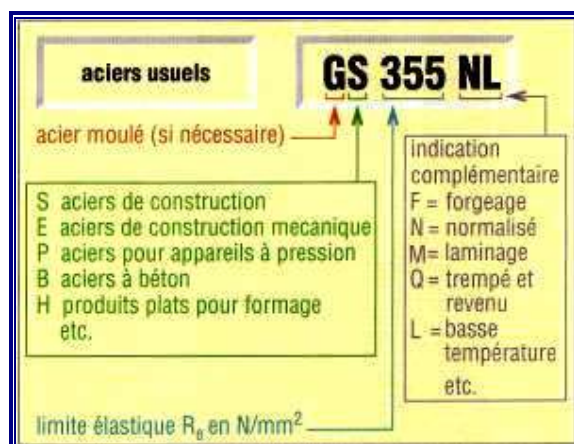 aciers usuels
GS 355 NL
acier moulé (si nécessaire)
indication
complémentaire
F = forgeage
N = normalisé
M= laminage
Q = trempé et
revenu
L = basse
température
etc.
S aciers de construction
E aciers de construction mecanique
P aciers pour appareils à pression
B aciers à béton
H produits plats pour formage
etc.
limite élastique Re en N/mm²